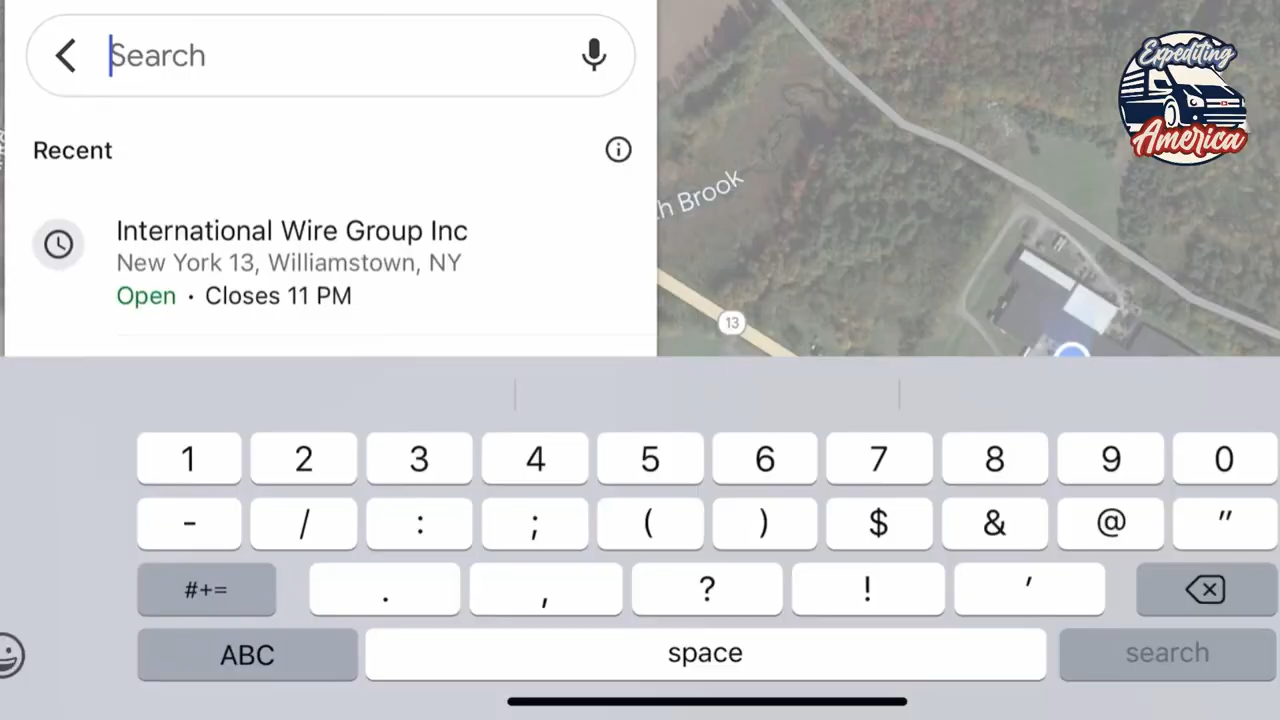 Search
Expediting
America
Recent
International Wire Group Inc
New York 13, Williamstown, NY
Open · Closes 11 PM
h Brook
13
1 2 3 4 5 6 7 8 9 0
- / : ; ( ) $ & @ "
#+= . , ? ! '
ABC space search